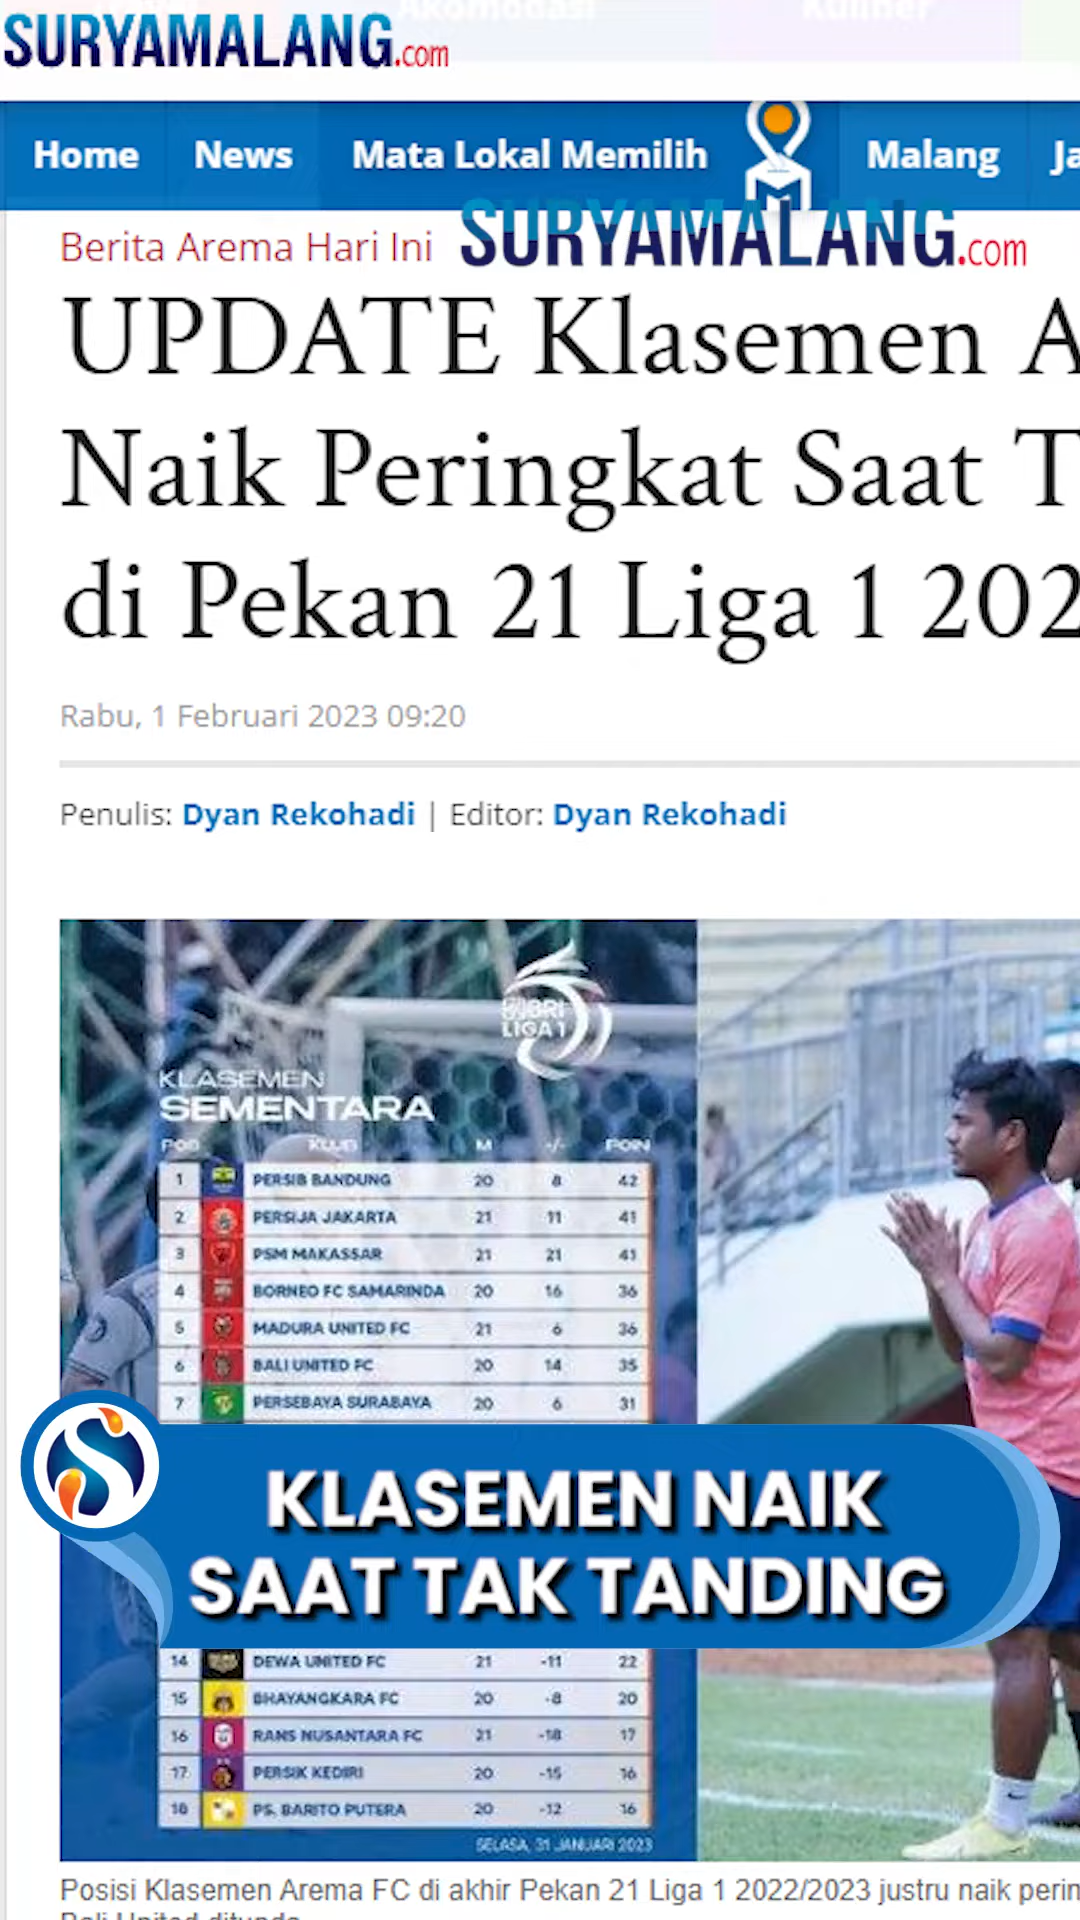 Akomodasi
Kuliner
SURYAMALANG.com
Home News Mata Lokal Memilih Malang Ja
Berita Arema Hari Ini
SURYAMALANG.com
UPDATE Klasemen A
Naik Peringkat Saat T
di Pekan 21 Liga 1 202
Rabu, 1 Februari 2023 09:20
Penulis: Dyan Rekohadi | Editor: Dyan Rekohadi
BRI
LIGA 1
KLASEMEN
SEMENTARA
POS KLUB M -/- POIN
1 PERSIB BANDUNG 20 8 42
2 PERSIJA JAKARTA 21 11 41
3 PSM MAKASSAR 21 21 41
4 BORNEO FC SAMARINDA 20 16 36
5 MADURA UNITED FC 21 6 36
6 BALI UNITED FC 20 14 35
7 PERSEBAYA SURABAYA 20 6 31
KLASEMEN NAIK
SAAT TAK TANDING
14 DEWA UNITED FC 21 -11 22
15 BHAYANGKARA FC 20 -8 20
16 RANS NUSANTARA FC 21 -18 17
17 PERSIK KEDIRI 20 -15 16
18 PS. BARITO PUTERA 20 -12 16
SELASA, 31 JANUARI 2023
Posisi Klasemen Arema FC di akhir Pekan 21 Liga 1 2022/2023 justru naik perin
Bali United ditunda